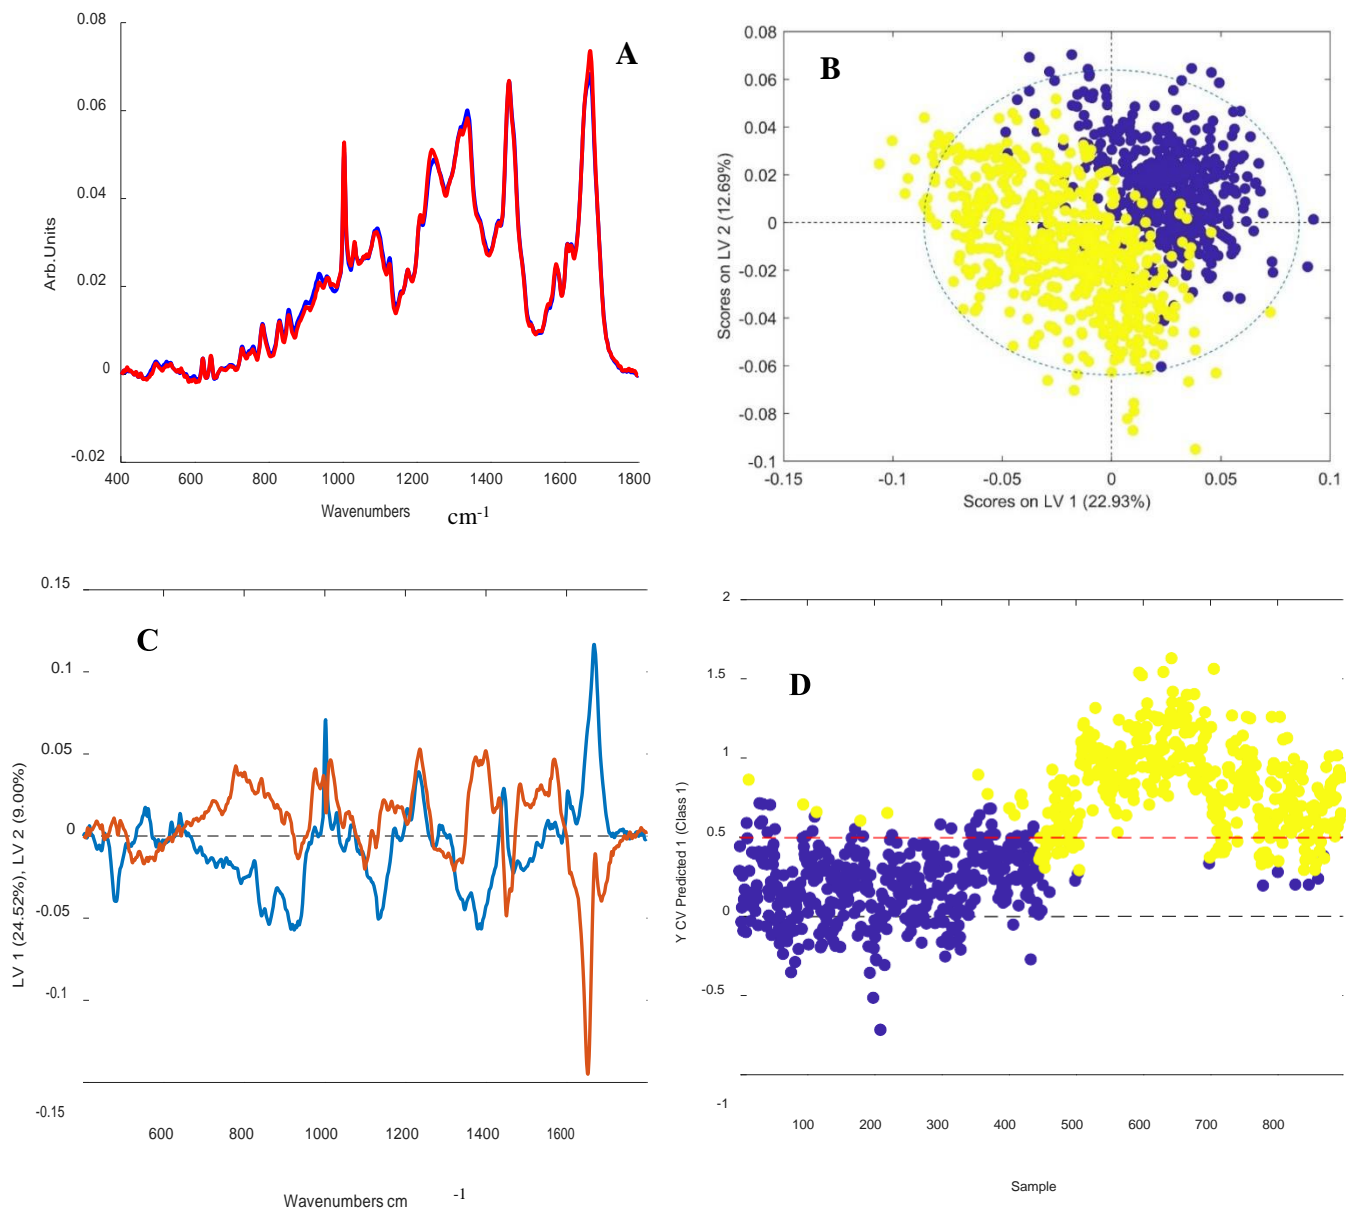 A
0.08
0.06
0.04
0.02
0
-0.02
Arb.Units
400 600 800 1000 1200 1400 1600 1800
Wavenumbers cm-1
B
0.08
0.06
0.04
0.02
0
-0.02
-0.04
-0.06
-0.08
-0.1
Scores on LV 2 (12.69%)
-0.15 -0.1 -0.05 0 0.05 0.1
Scores on LV 1 (22.93%)
C
0.15
0.1
0.05
0
-0.05
-0.1
-0.15
LV 1 (24.52%), LV 2 (9.00%)
600 800 1000 1200 1400 1600
Wavenumbers cm -1
D
2
1.5
1
0.5
0
-0.5
-1
Y CV Predicted 1 (Class 1)
100 200 300 400 500 600 700 800
Sample